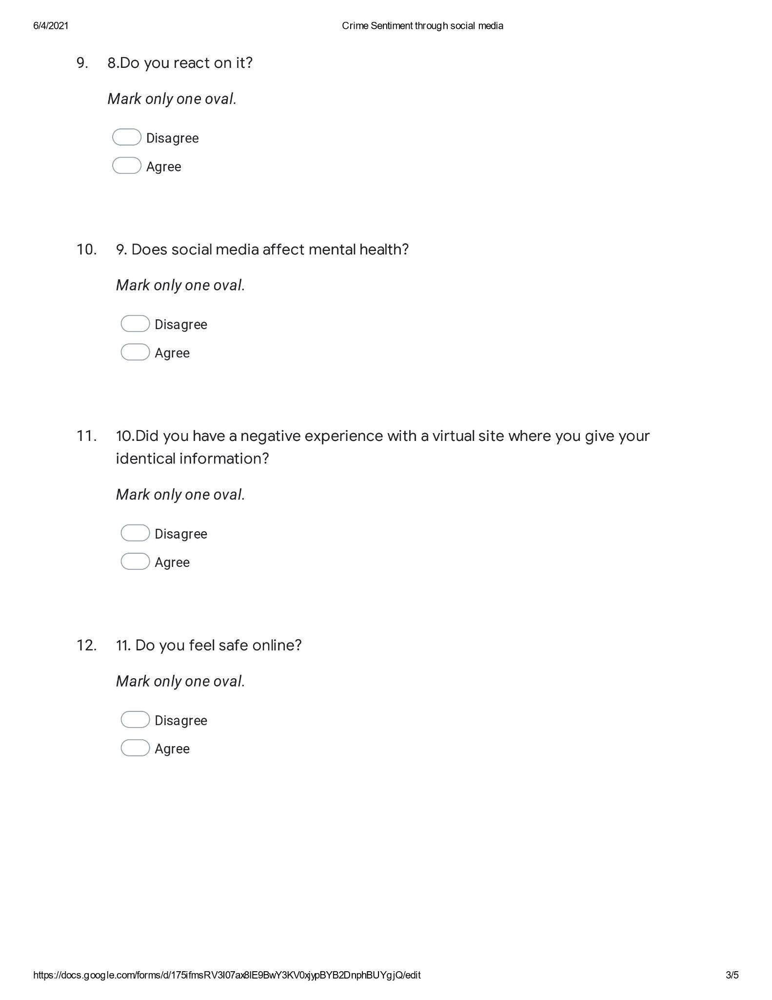 6/4/2021 Crime Sentiment through social media
9. 8.Do you react on it?
Mark only one oval.
Disagree
Agree
10. 9. Does social media affect mental health?
Mark only one oval.
Disagree
Agree
11. 10.Did you have a negative experience with a virtual site where you give your
identical information?
Mark only one oval.
Disagree
Agree
12. 11. Do you feel safe online?
Mark only one oval.
Disagree
Agree
https://docs.google.com/forms/d/175ifmsRV3I07ax8lE9BwY3KV0xjypBYB2DnphBUYgjQ/edit 3/5